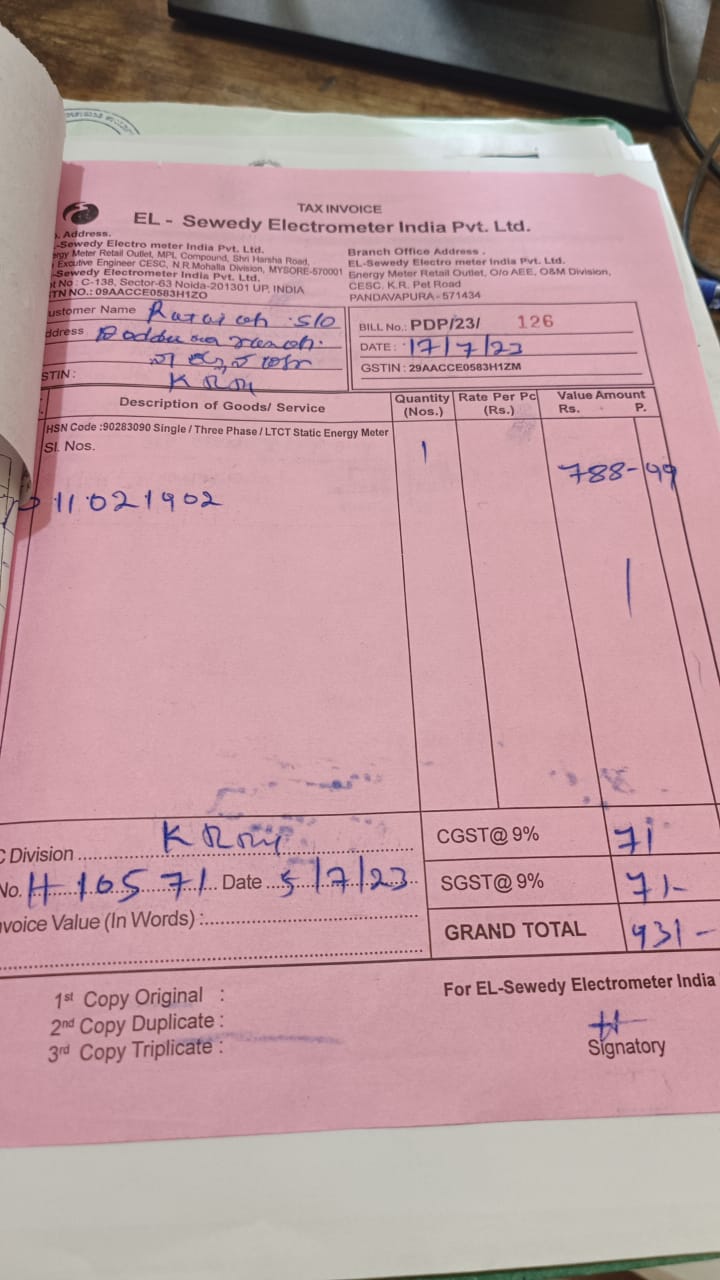 TAX INVOICE
EL - Sewedy Electrometer India Pvt. Ltd.
. Address.
-Sewedy Electro meter India Pvt. Ltd.
rgy Meter Retail Outlet, MPL Compound, Shri Harsha Road,
Excutive Engineer CESC, N.R.Mohalla Division, MYSORE-570001
-Sewedy Electrometer India Pvt. Ltd.
t No : C-138, Sector-63 Noida-201301 UP, INDIA
TN NO.: 09AACCE0583H1ZO
Branch Office Address .
EL-Sewedy Electro meter India Pvt. Ltd.
Energy Meter Retail Outlet, O/o AEE, O&M Division,
CESC, K.R. Pet Road
PANDAVAPURA - 571434
ustomer Name S/o
ddress
STIN :
BILL No.: PDP/23/ 126
DATE : 17/7/23
GSTIN : 29AACCE0583H1ZM
Description of Goods/ Service Quantity (Nos.) Rate Per Pc (Rs.) Value Amount Rs. P.
HSN Code :90283090 Single / Three Phase / LTCT Static Energy Meter
Sl. Nos. 1
788-99
11021902
C Division
CGST@ 9% 71
No. H 16571 Date 5/7/23
SGST@ 9% 71-
nvoice Value (In Words) :
GRAND TOTAL 931-
1st Copy Original :
2nd Copy Duplicate :
3rd Copy Triplicate :
For EL-Sewedy Electrometer India
Signatory